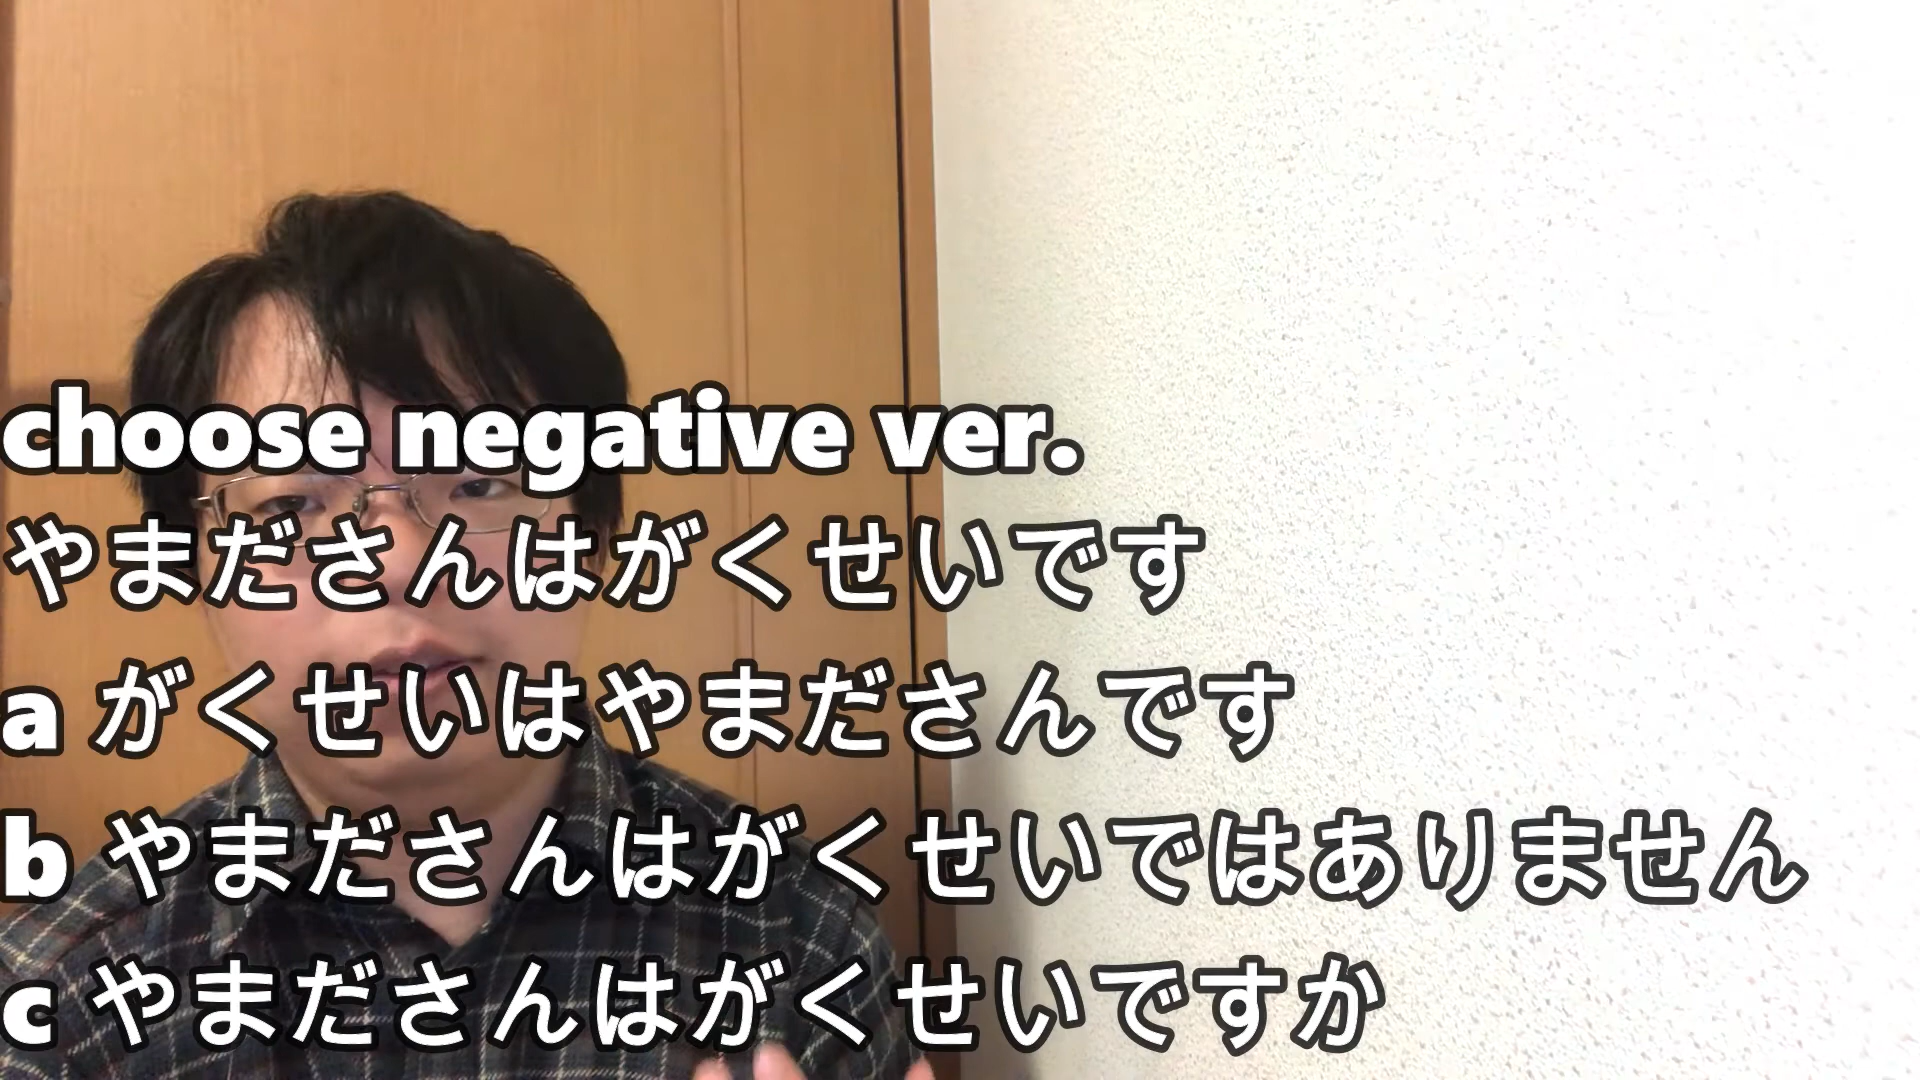 choose negative ver.
やまださんはがくせいです
a がくせいはやまださんです
b やまださんはがくせいではありません
c やまださんはがくせいですか